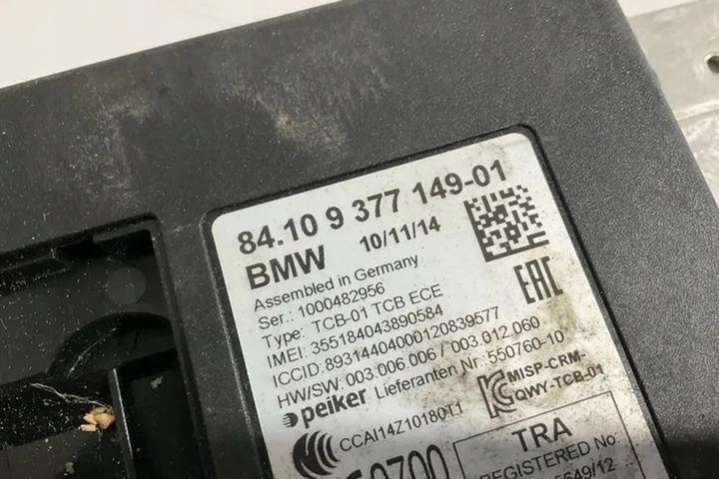 84.10 9 377 149-01
BMW 10/11/14
Assembled in Germany
Ser.: 1000482956
Type: TCB-01 TCB ECE
IMEI: 355184043890584
ICCID: 89314404000120839577
HW/SW: 003.006.006 / 003.012.060
peiker Lieferanten Nr: 550760-10
EAC
MISP-CRM-
QWY-TCB-01
CCAI14Z10180T1
TRA
REGISTERED No.